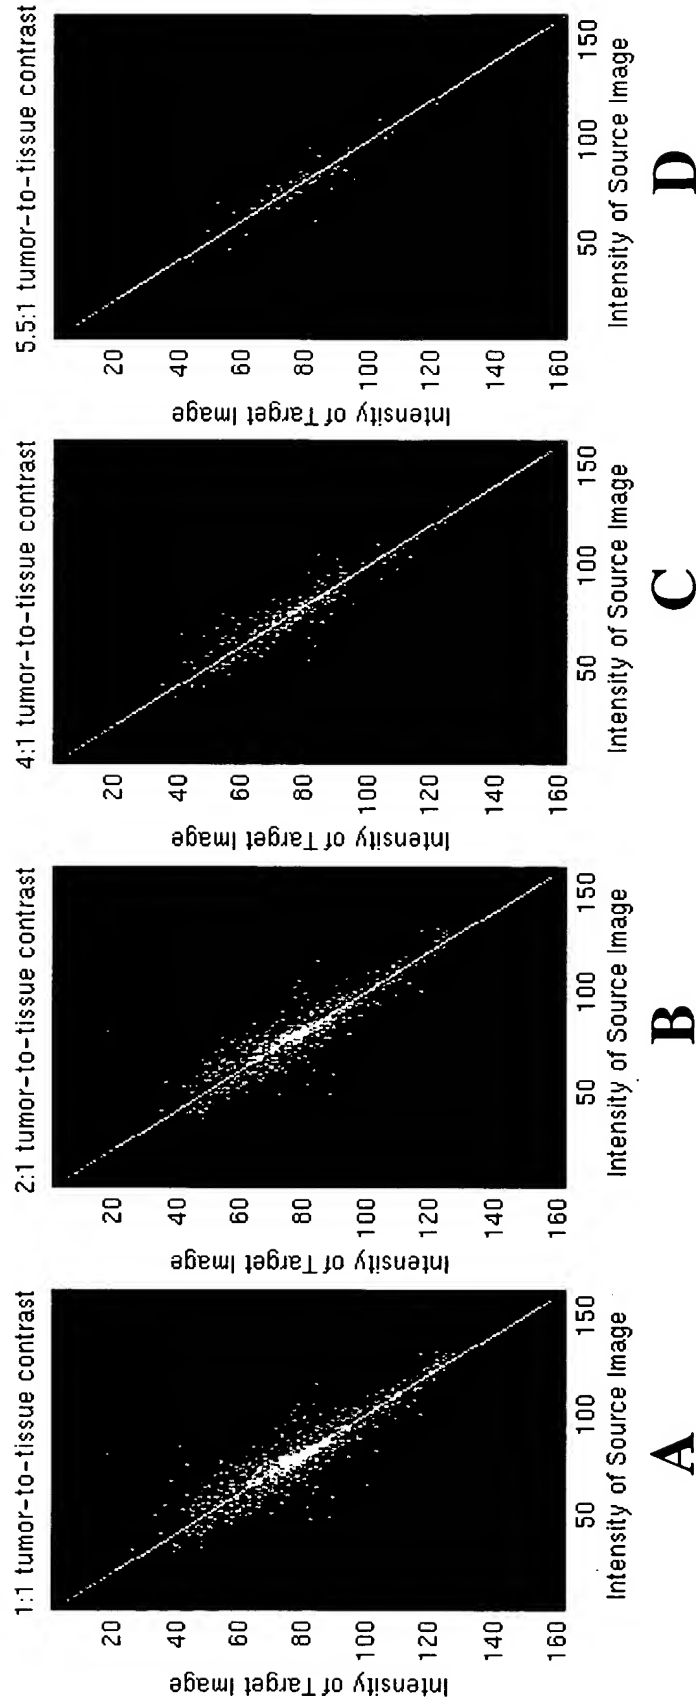 1:1 tumor-to-tissue contrast
Intensity of Target Image
20
40
60
80
100
120
140
160
50
100
150
Intensity of Source Image
A
2:1 tumor-to-tissue contrast
Intensity of Target Image
20
40
60
80
100
120
140
160
50
100
150
Intensity of Source Image
B
4:1 tumor-to-tissue contrast
Intensity of Target Image
20
40
60
80
100
120
140
160
50
100
150
Intensity of Source Image
C
5.5:1 tumor-to-tissue contrast
Intensity of Target Image
20
40
60
80
100
120
140
160
50
100
150
Intensity of Source Image
D